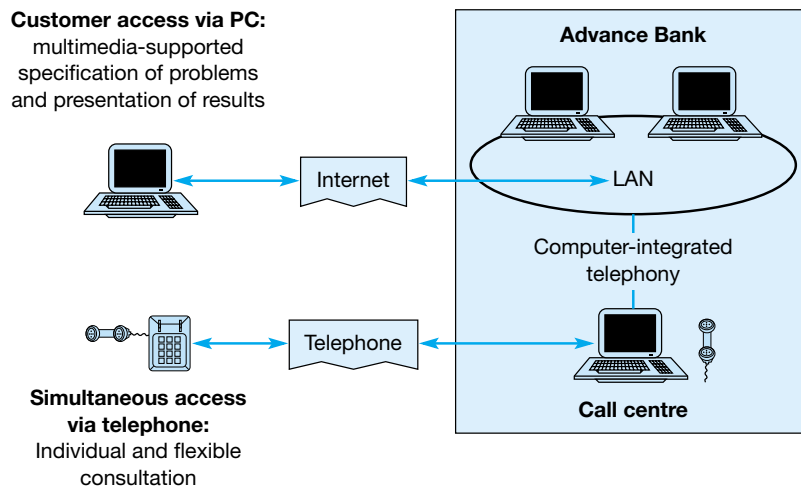 Customer access via PC:
multimedia-supported
specification of problems
and presentation of results
Advance Bank
Internet
LAN
Computer-integrated
telephony
Telephone
Simultaneous access
via telephone:
Individual and flexible
consultation
Call centre